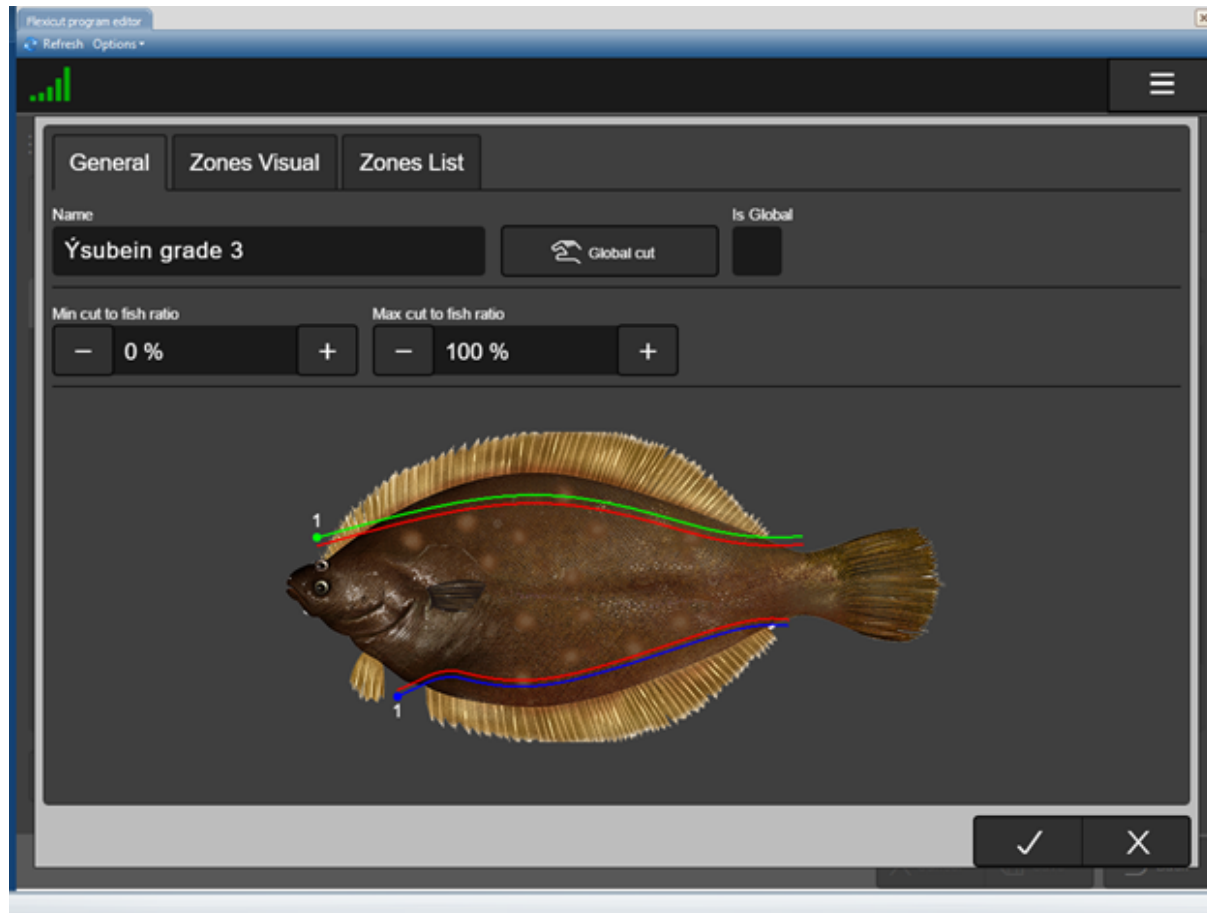 Flexicut program editor
Refresh Options
General Zones Visual Zones List
Name
Is Global
Ýsubein grade 3
Global cut
Min cut to fish ratio Max cut to fish ratio
− 0 % + − 100 % +
1
1